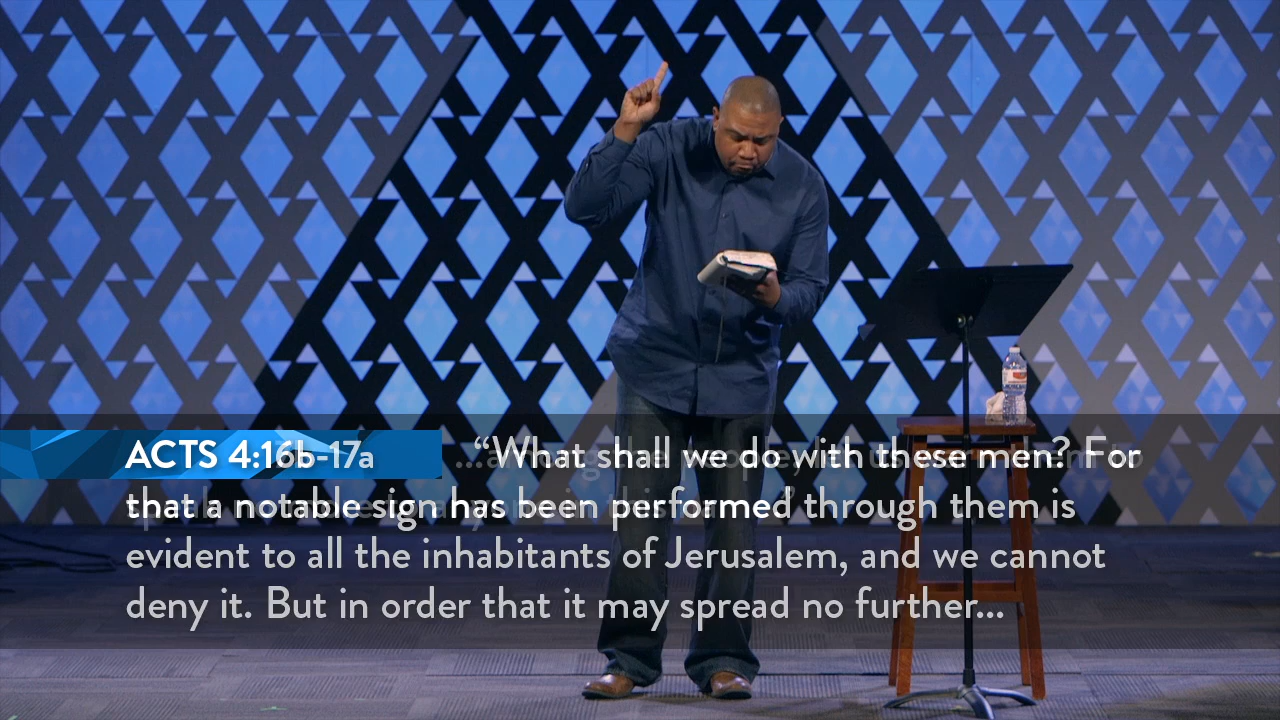 ACTS 4:16b-17a ...“What shall we do with these men? For
that a notable sign has been performed through them is
evident to all the inhabitants of Jerusalem, and we cannot
deny it. But in order that it may spread no further...